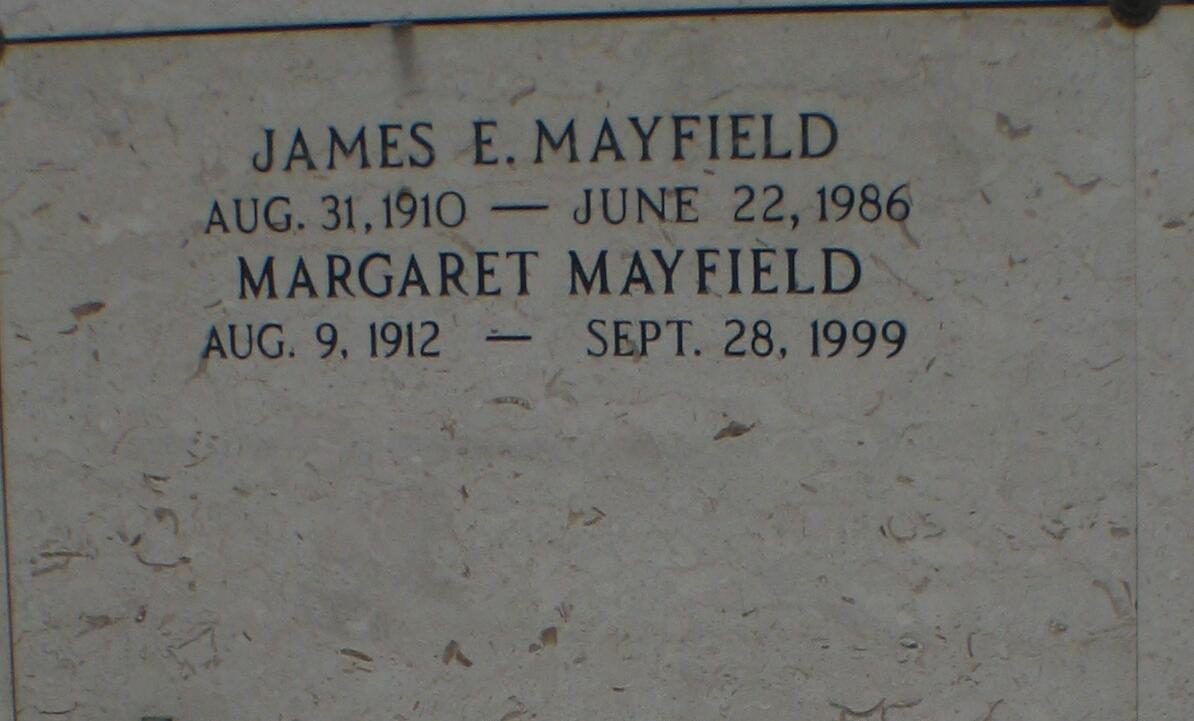 JAMES E. MAYFIELD
AUG. 31, 1910 — JUNE 22, 1986
MARGARET MAYFIELD
AUG. 9, 1912 — SEPT. 28, 1999